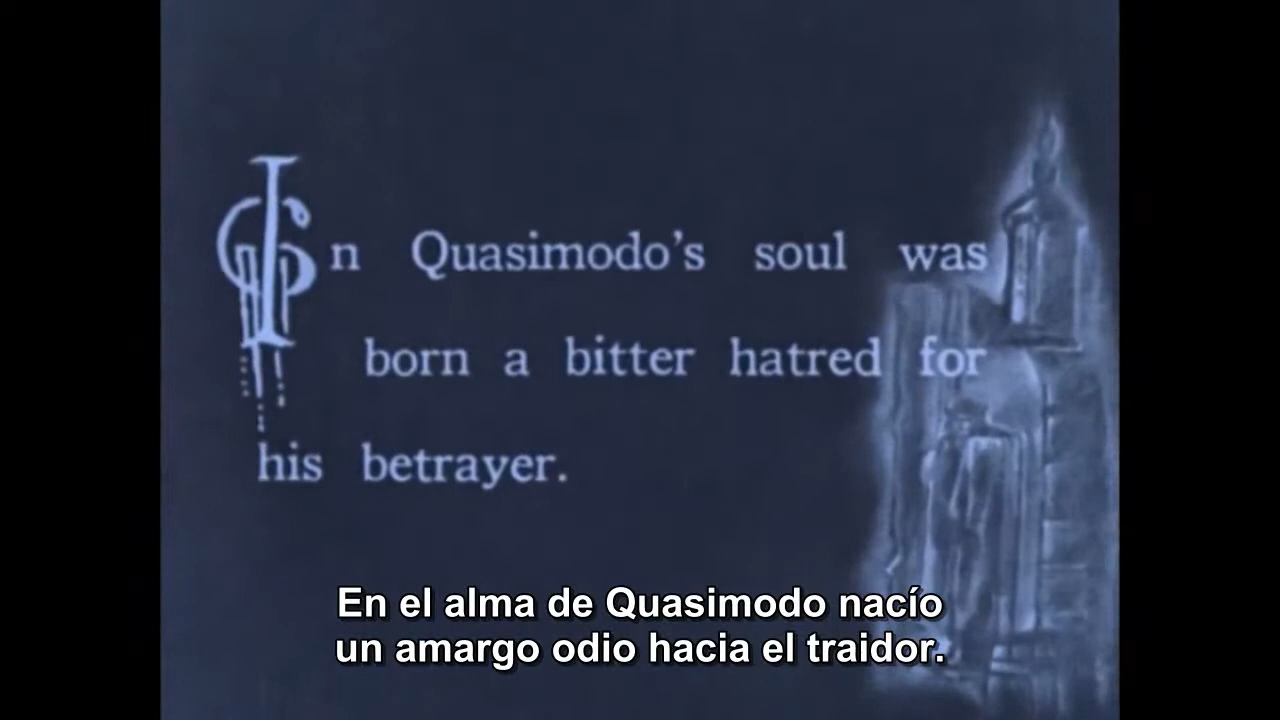 In Quasimodo's soul was
born a bitter hatred for
his betrayer.
En el alma de Quasimodo nacío
un amargo odio hacia el traidor.